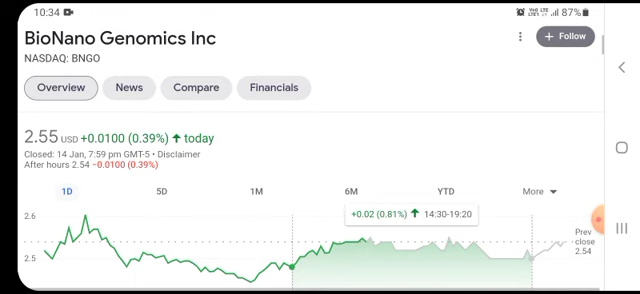 10:34 87%
BioNano Genomics Inc
+ Follow
NASDAQ: BNGO
Overview News Compare Financials
2.55 USD +0.0100 (0.39%) ↑ today
Closed: 14 Jan, 7:59 pm GMT-5 • Disclaimer
After hours 2.54 −0.0100 (0.39%)
1D 5D 1M 6M YTD More
+0.02 (0.81%) ↑ 14:30-19:20
2.6
2.5
Prev
close
2.54